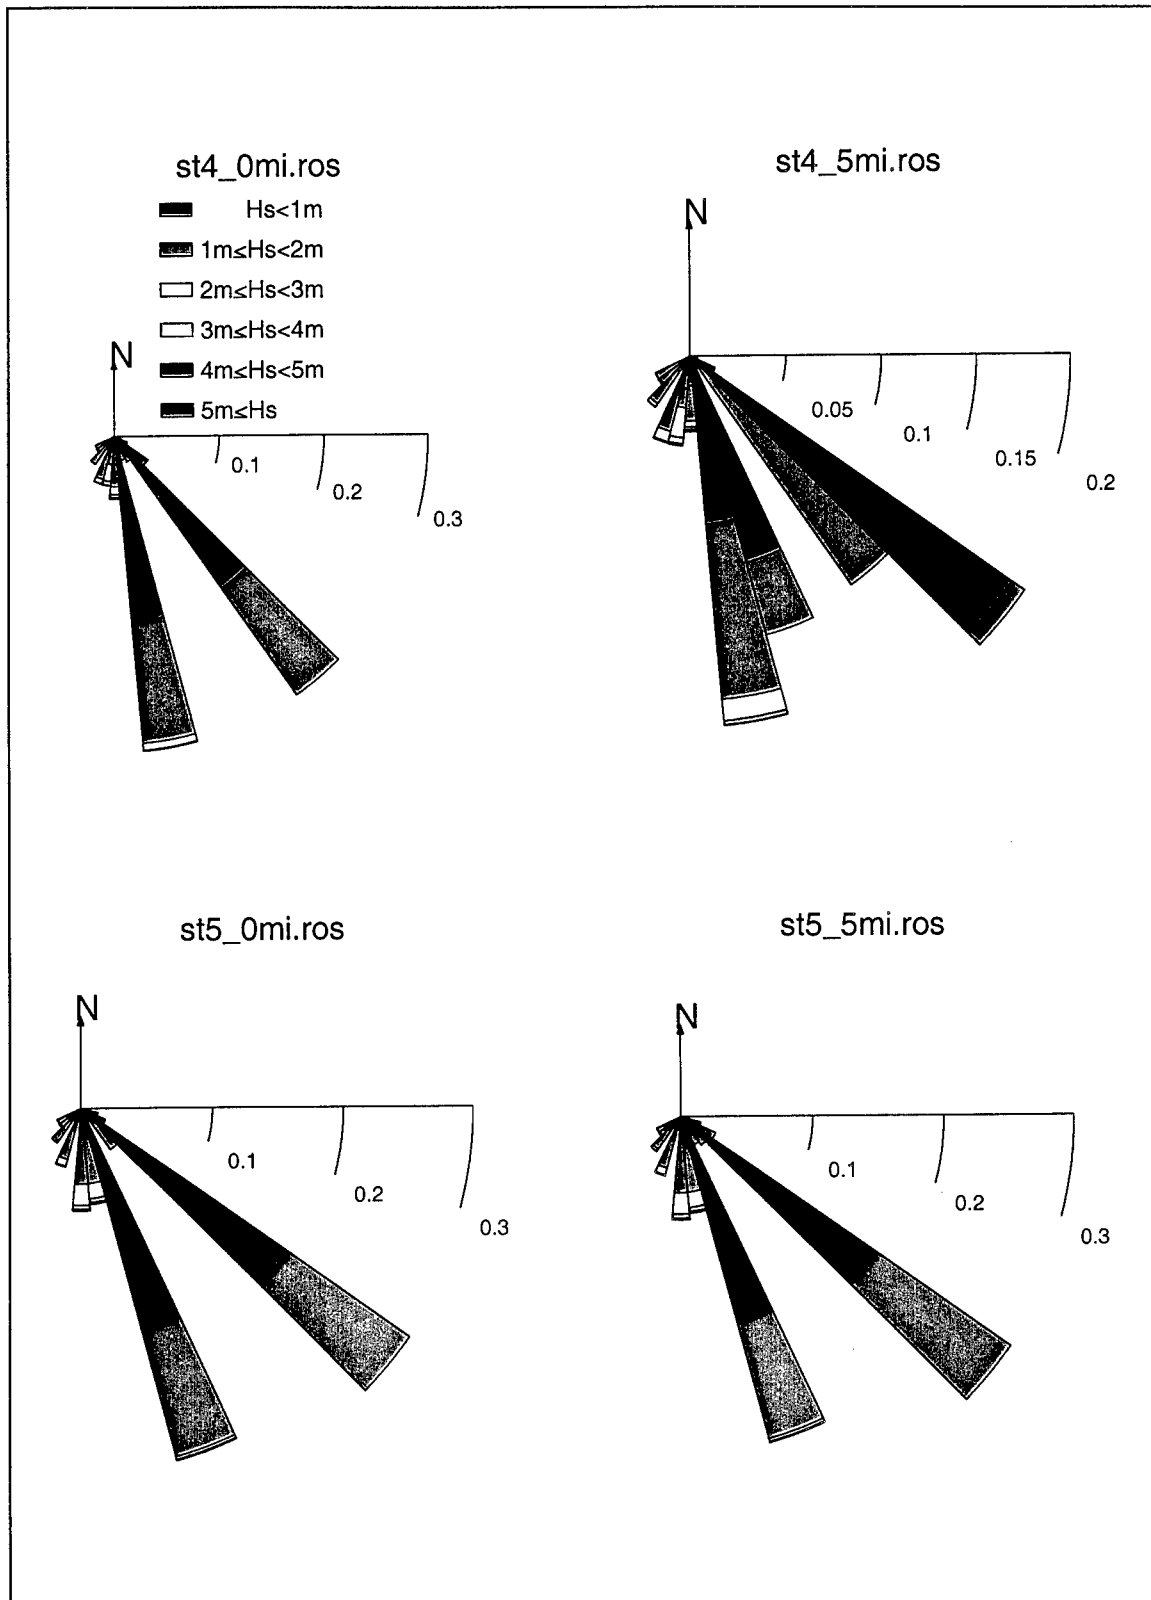 st4_0mi.ros
Hs<1m
1m≤Hs<2m
2m≤Hs<3m
3m≤Hs<4m
4m≤Hs<5m
5m≤Hs
N
0.1
0.2
0.3
st4_5mi.ros
N
0.05
0.1
0.15
0.2
st5_0mi.ros
N
0.1
0.2
0.3
st5_5mi.ros
N
0.1
0.2
0.3